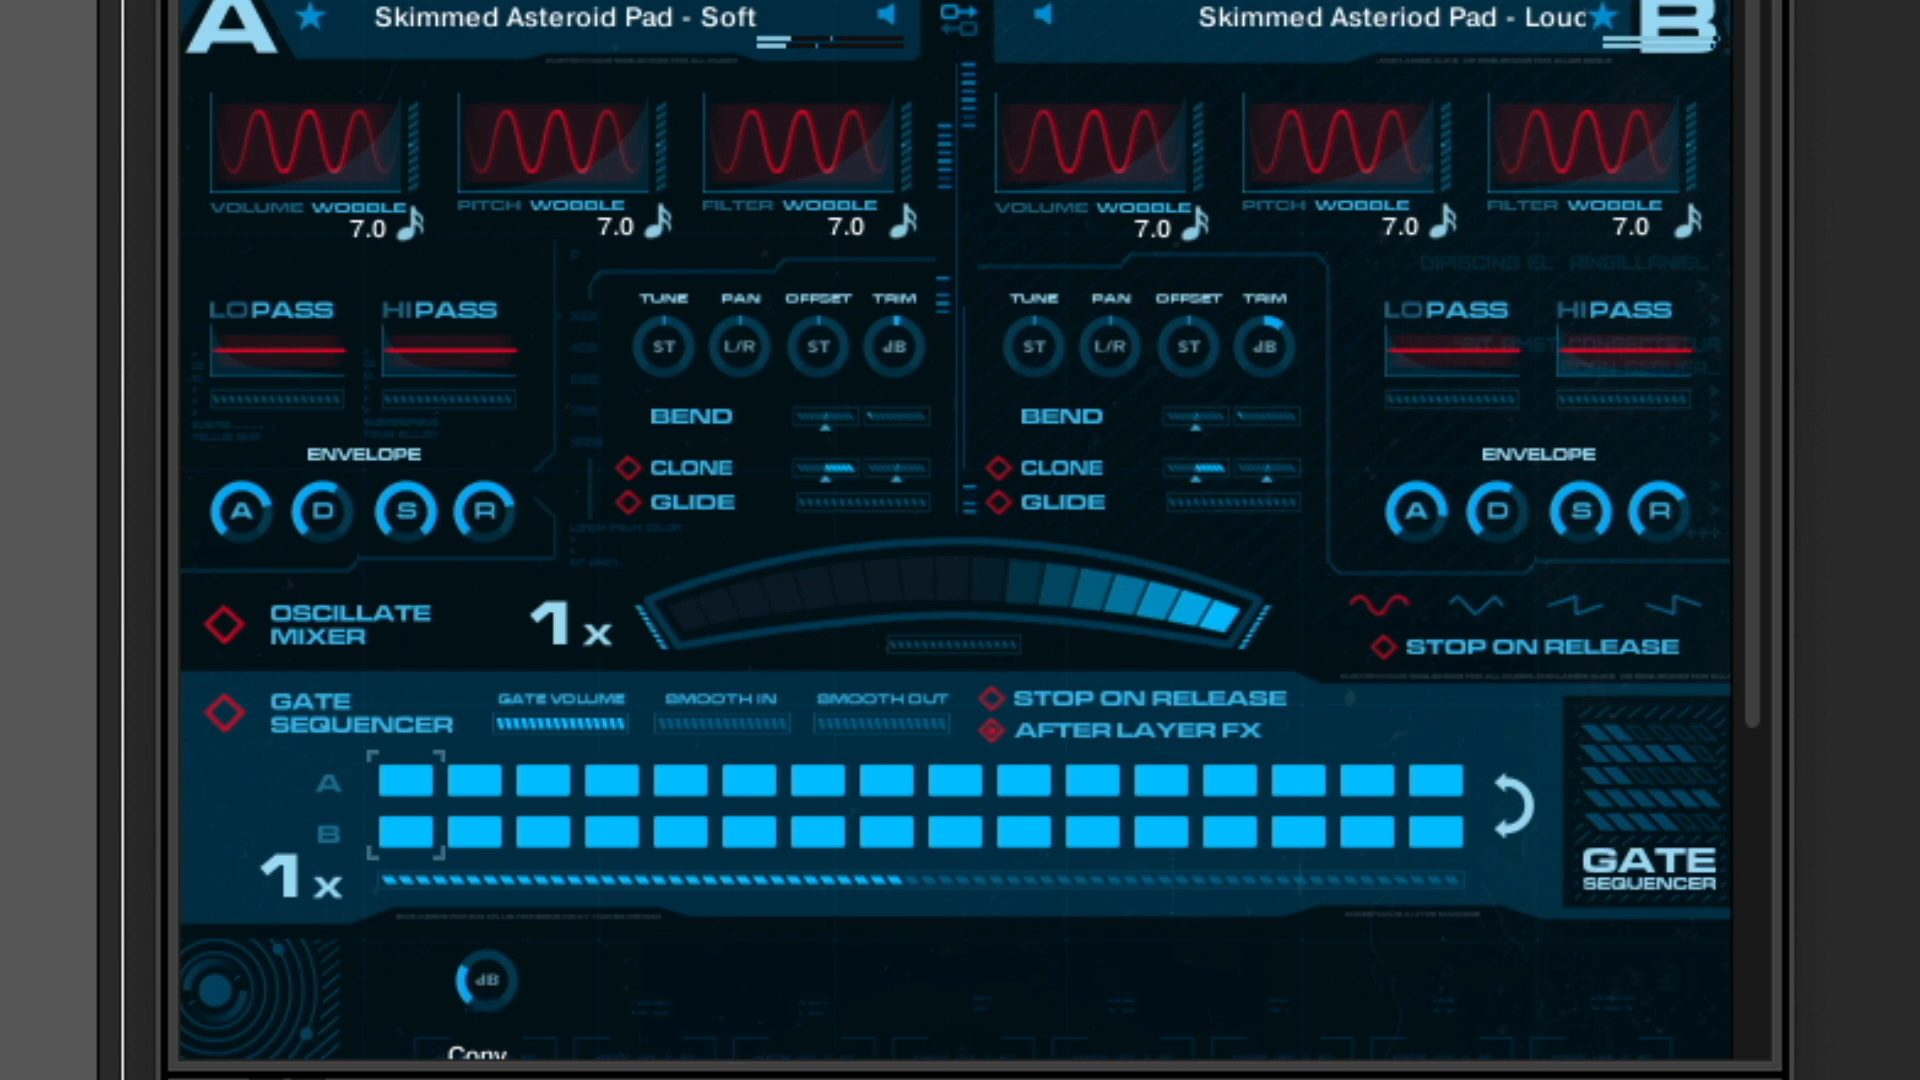 A
Skimmed Asteroid Pad - Soft
Skimmed Asteriod Pad - Louc
B
VOLUME WOBBLE
7.0
PITCH WOBBLE
7.0
FILTER WOBBLE
7.0
VOLUME WOBBLE
7.0
PITCH WOBBLE
7.0
FILTER WOBBLE
7.0
LOPASS
HIPASS
TUNE PAN OFFSET TRIM
ST L/R ST dB
BEND
CLONE
GLIDE
ENVELOPE
A D S R
TUNE PAN OFFSET TRIM
ST L/R ST dB
BEND
CLONE
GLIDE
LOPASS
HIPASS
ENVELOPE
A D S R
OSCILLATE
MIXER
1 x
STOP ON RELEASE
GATE
SEQUENCER
GATE VOLUME
SMOOTH IN
SMOOTH OUT
STOP ON RELEASE
AFTER LAYER FX
A
B
1 x
GATE
SEQUENCER
dB
Conv